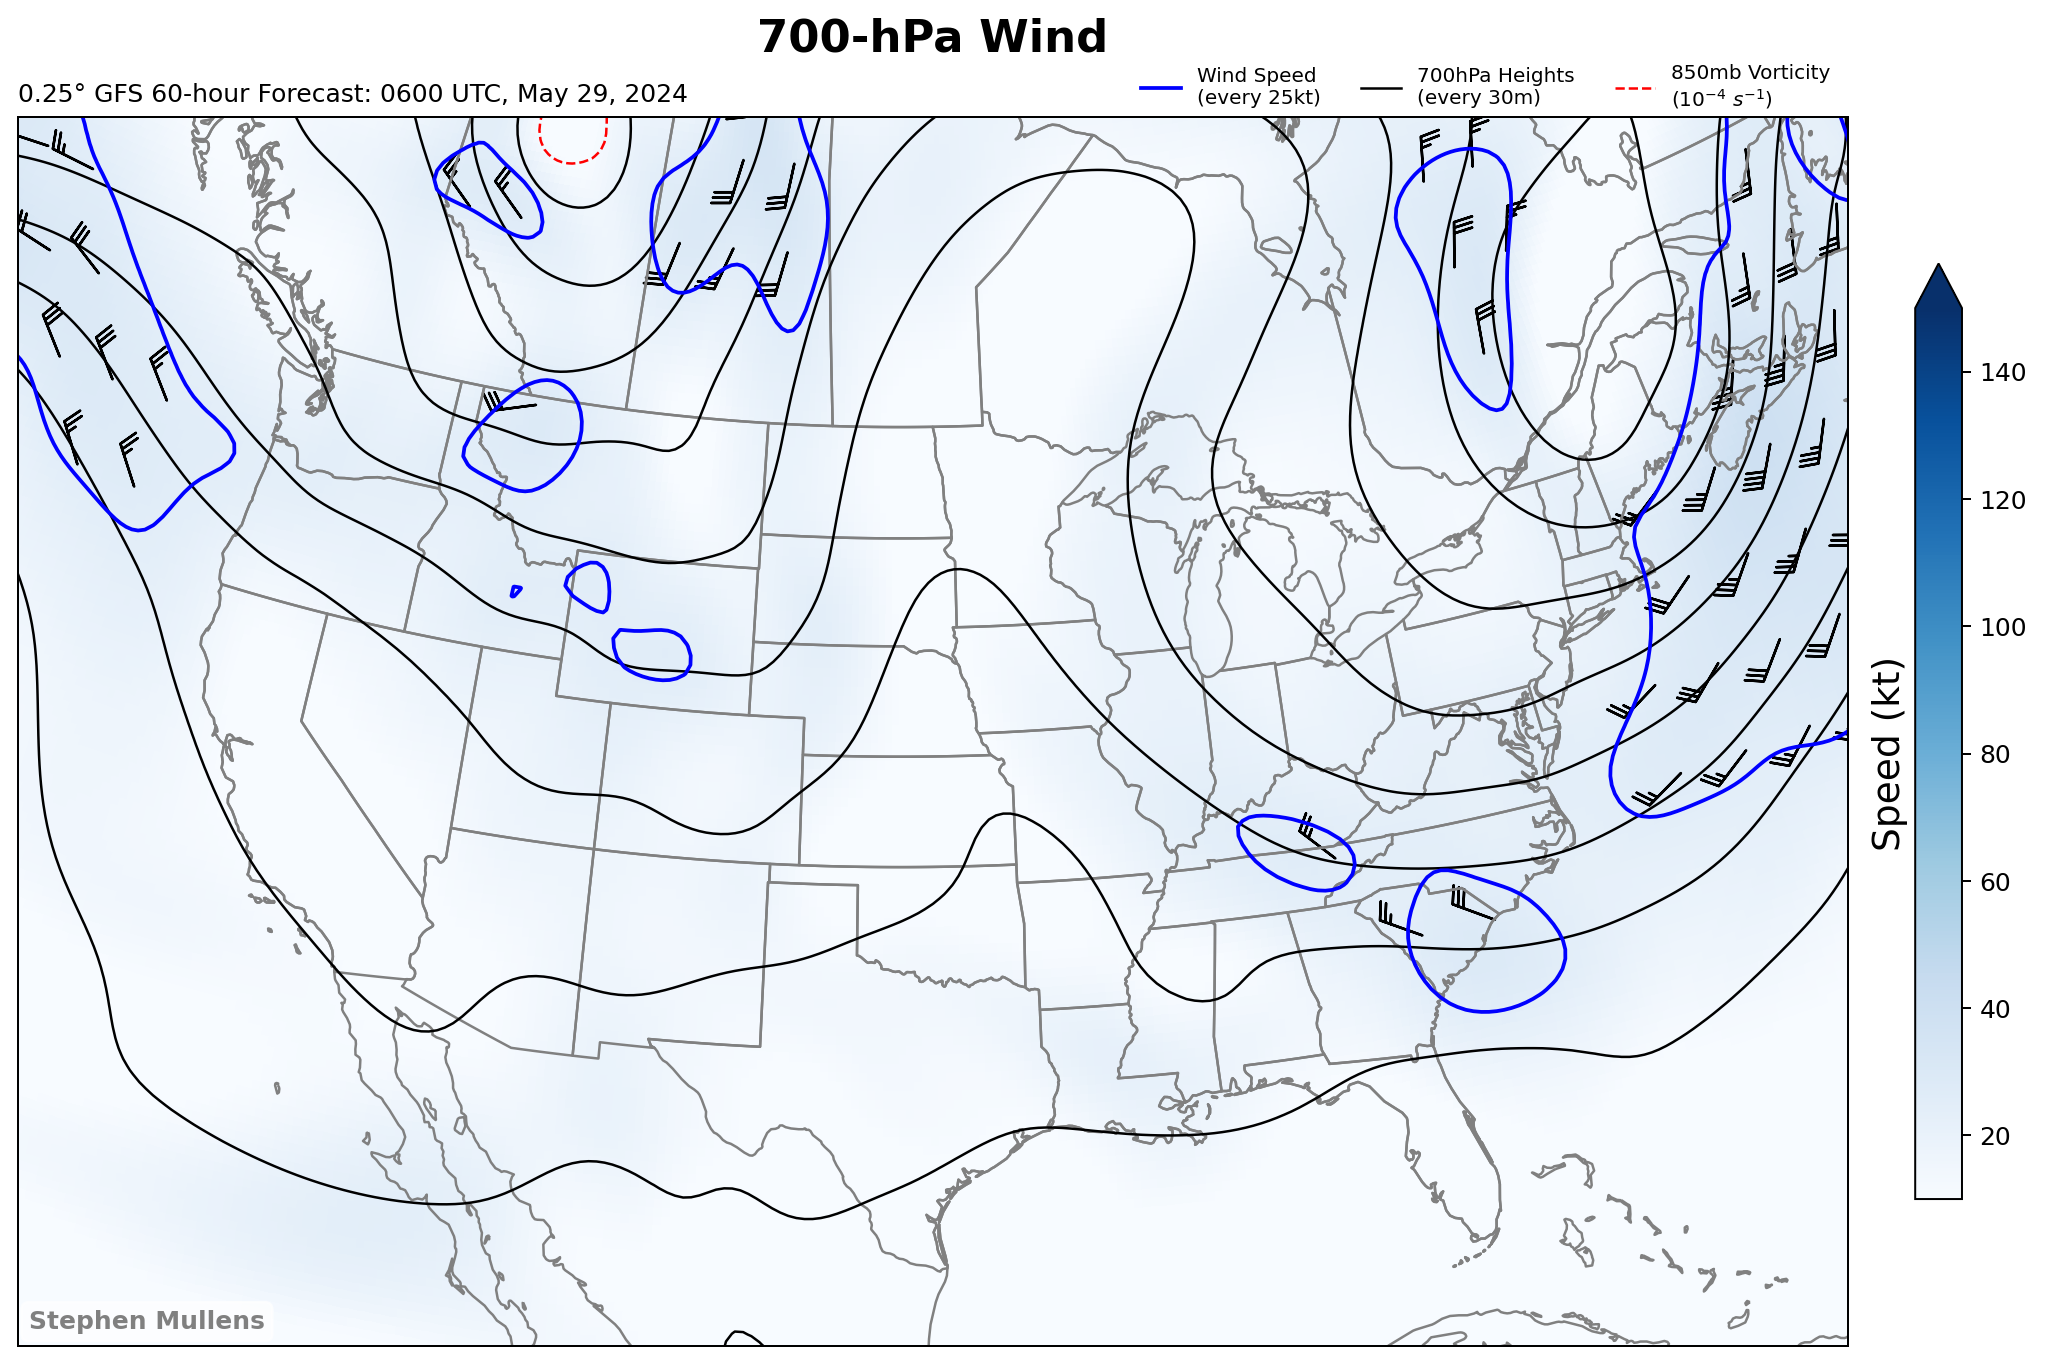 700-hPa Wind
0.25° GFS 60-hour Forecast: 0600 UTC, May 29, 2024
Wind Speed
(every 25kt)
700hPa Heights
(every 30m)
850mb Vorticity
(10⁻⁴ s⁻¹)
140
120
100
80
60
40
20
Speed (kt)
Stephen Mullens